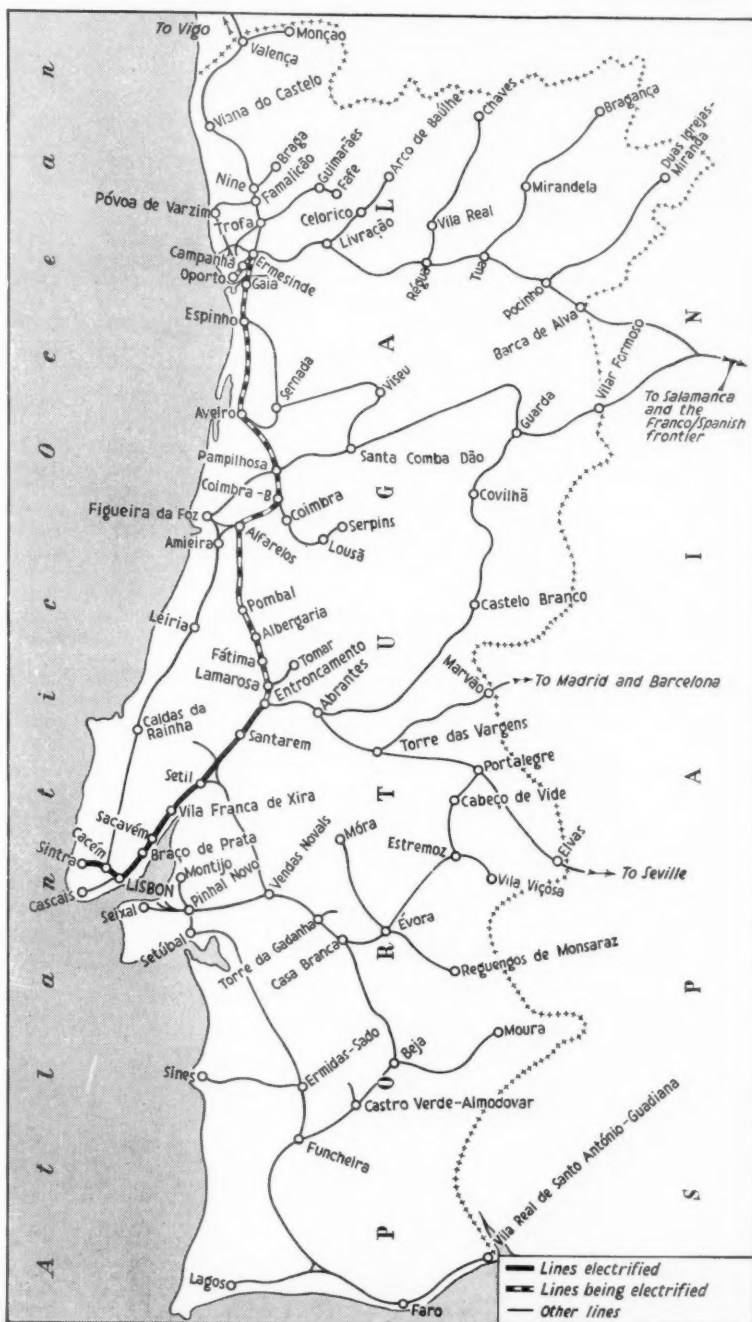 To Vigo
Monção
Valença
Viana do Castelo
Nine
Braga
Famalicão
Guimarães
Fafe
Arco de Baúlhe
Chaves
Bragança
Duas Igrejas-
Miranda
Póvoa de Varzim
Trofa
Celorico
Livração
Vila Real
Mirandela
Campanhã
Oporto
Ermesinde
Gaia
Régua
Tua
Pocinho
Barca de Alva
Espinho
Sernada
Viseu
Vilar Formoso
Aveiro
Guarda
To Salamanca
and the
Franco/Spanish
frontier
Pampilhosa
Santa Comba Dão
Coimbra-B
Coimbra
Covilhã
Figueira da Foz
Serpins
Lousã
Amieira
Alfarelos
Pombal
Castelo Branco
Leiria
Albergaria
Fátima
Tomar
Lamarosa
Entroncamento
Abrantes
Marvão
To Madrid and Barcelona
Caldas da
Rainha
Santarem
Torre das Vargens
Setil
Portalegre
Vila Franca de Xira
Cabeço de Vide
Sacavém
Cacém
Braço de Prata
Sintra
LISBON
Montijo
Vendas Novais
Móra
Estremoz
Elvas
To Seville
Cascais
Seixal
Pinhal Novo
Vila Viçosa
Setúbal
Torre da Gadanha
Casa Branca
Évora
Reguengos de Monsaraz
Sines
Ermidas-Sado
Beja
Moura
Castro Verde-Almodovar
Funcheira
Vila Real de Santo António-Guadiana
Lagos
Faro
Atlantic Ocean
PORTUGAL
SPAIN
Lines electrified
Lines being electrified
Other lines